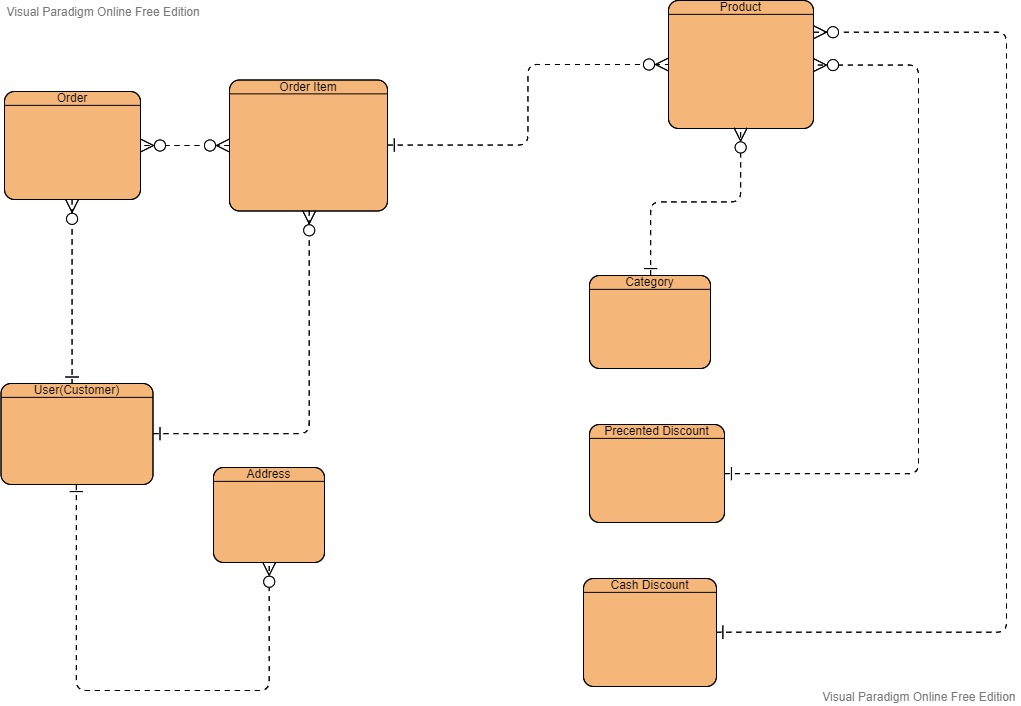 Visual Paradigm Online Free Edition
Product
Order Item
Order
Category
User(Customer)
Precented Discount
Address
Cash Discount
Visual Paradigm Online Free Edition